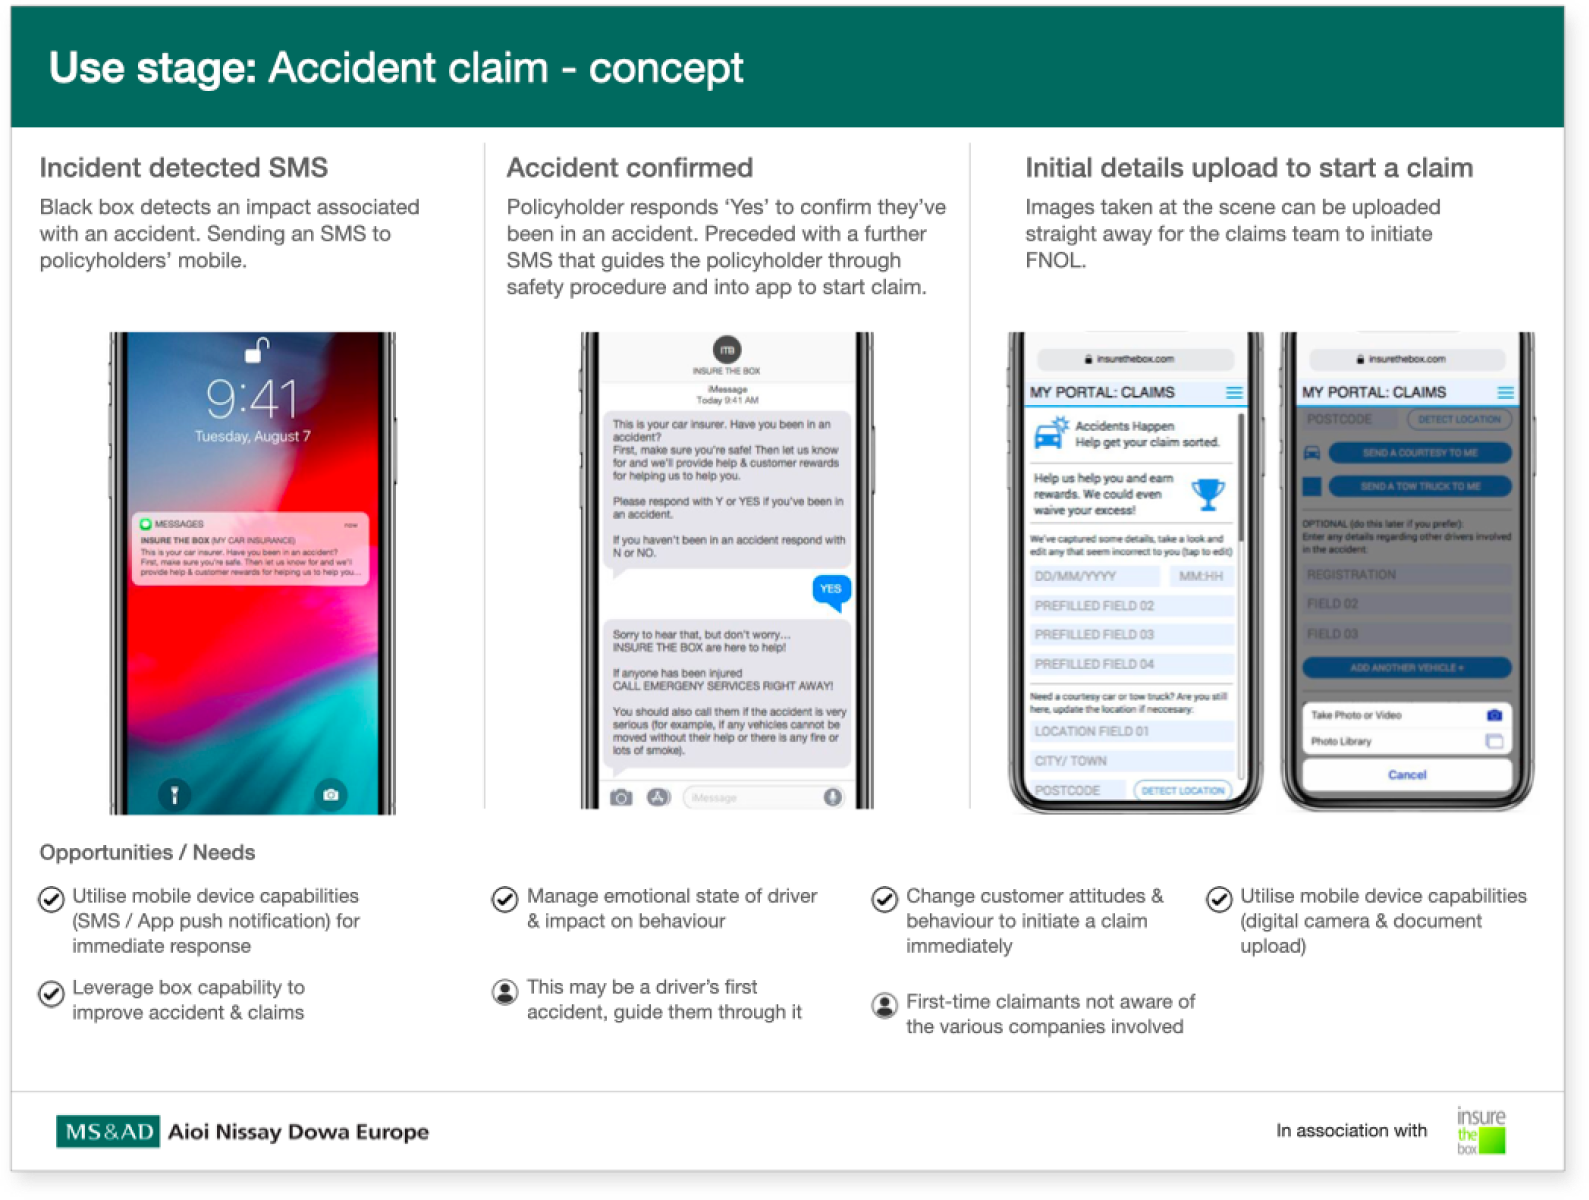 Use stage: Accident claim - concept
Incident detected SMS
Black box detects an impact associated
with an accident. Sending an SMS to
policyholders’ mobile.
9:41
Tuesday, August 7
MESSAGES
now
INSURE THE BOX (MY CAR INSURANCE)
This is your car insurer. Have you been in an accident?
First, make sure you're safe. Then let us know for and we'll
provide help & customer rewards for helping us to help you...
Accident confirmed
Policyholder responds ‘Yes’ to confirm they’ve
been in an accident. Preceded with a further
SMS that guides the policyholder through
safety procedure and into app to start claim.
iTB
INSURE THE BOX
iMessage
Today 9:41 AM
This is your car insurer. Have you been in an
accident?
First, make sure you're safe! Then let us know
for and we'll provide help & customer rewards
for helping us to help you.
Please respond with Y or YES if you've been in
an accident.
If you haven't been in an accident respond with
N or NO.
YES
Sorry to hear that, but don't worry...
INSURE THE BOX are here to help!
If anyone has been injured
CALL EMERGENY SERVICES RIGHT AWAY!
You should also call them if the accident is very
serious (for example, if any vehicles cannot be
moved without their help or there is any fire or
lots of smoke).
iMessage
Initial details upload to start a claim
Images taken at the scene can be uploaded
straight away for the claims team to initiate
FNOL.
insurethebox.com
MY PORTAL: CLAIMS
Accidents Happen
Help get your claim sorted.
Help us help you and earn
rewards. We could even
waive your excess!
We've captured some details, take a look and
edit any that seem incorrect to you (tap to edit)
DD/MM/YYYY
MM:HH
PREFILLED FIELD 02
PREFILLED FIELD 03
PREFILLED FIELD 04
Need a courtesy car or tow truck? Are you still
here, update the location if neccesary:
LOCATION FIELD 01
CITY/ TOWN
POSTCODE
DETECT LOCATION
insurethebox.com
MY PORTAL: CLAIMS
POSTCODE
DETECT LOCATION
SEND A COURTESY TO ME
SEND A TOW TRUCK TO ME
OPTIONAL (do this later if you prefer):
Enter any details regarding other drivers involved
in the accident:
REGISTRATION
FIELD 02
FIELD 03
ADD ANOTHER VEHICLE +
Take Photo or Video
Photo Library
Cancel
Opportunities / Needs
Utilise mobile device capabilities
(SMS / App push notification) for
immediate response
Leverage box capability to
improve accident & claims
Manage emotional state of driver
& impact on behaviour
This may be a driver’s first
accident, guide them through it
Change customer attitudes &
behaviour to initiate a claim
immediately
First-time claimants not aware of
the various companies involved
Utilise mobile device capabilities
(digital camera & document
upload)
MS&AD Aioi Nissay Dowa Europe
In association with
insure
the
box